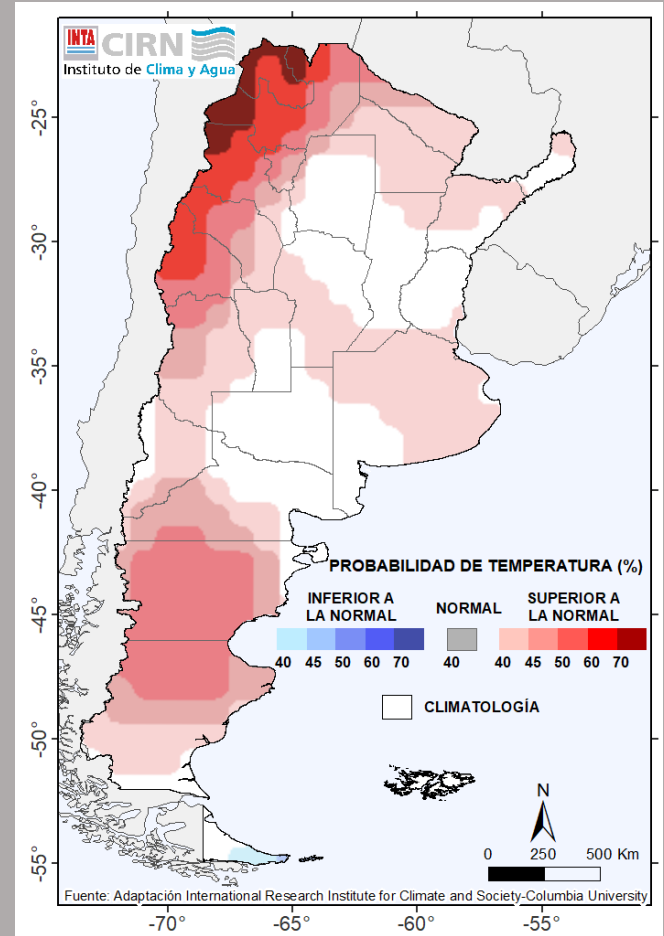 INTA CIRN
Instituto de Clima y Agua
-25°
-30°
-35°
-40°
-45°
-50°
-55°
PROBABILIDAD DE TEMPERATURA (%)
INFERIOR A
LA NORMAL
NORMAL
SUPERIOR A
LA NORMAL
40 45 50 60 70
40
40 45 50 60 70
CLIMATOLOGÍA
N
0 250 500 Km
Fuente: Adaptación International Research Institute for Climate and Society-Columbia University
-70° -65° -60° -55°